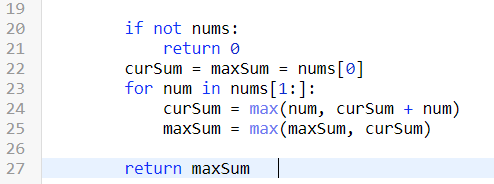 19
20 if not nums:
21 return 0
22 curSum = maxSum = nums[0]
23 for num in nums[1:]:
24 curSum = max(num, curSum + num)
25 maxSum = max(maxSum, curSum)
26
27 return maxSum